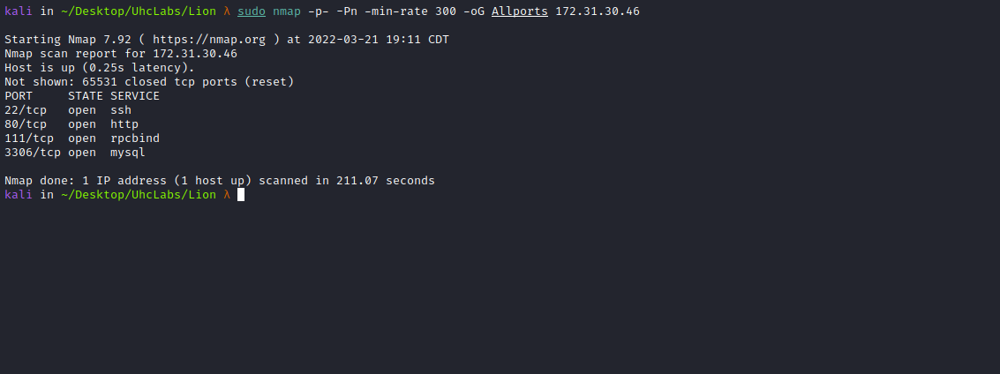 kali in ~/Desktop/UhcLabs/Lion λ sudo nmap -p- -Pn -min-rate 300 -oG Allports 172.31.30.46
Starting Nmap 7.92 ( https://nmap.org ) at 2022-03-21 19:11 CDT
Nmap scan report for 172.31.30.46
Host is up (0.25s latency).
Not shown: 65531 closed tcp ports (reset)
PORT     STATE SERVICE
22/tcp   open  ssh
80/tcp   open  http
111/tcp  open  rpcbind
3306/tcp open  mysql
Nmap done: 1 IP address (1 host up) scanned in 211.07 seconds
kali in ~/Desktop/UhcLabs/Lion λ